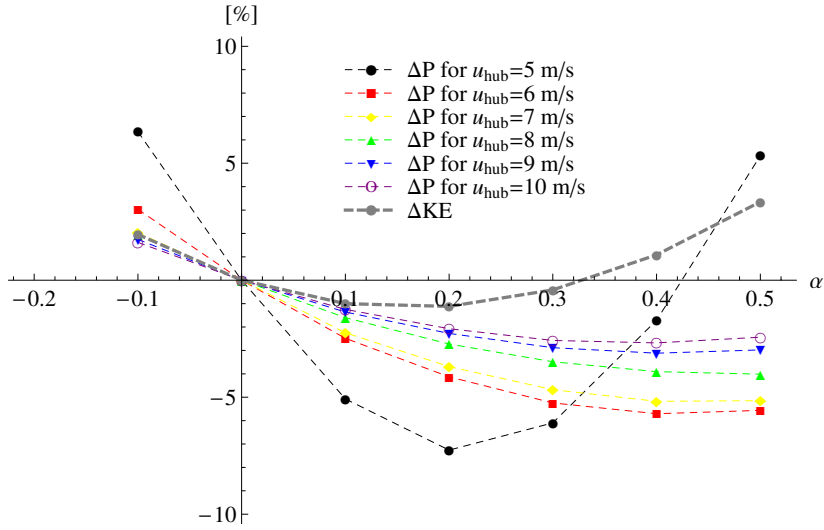 [%]
10
ΔP for u_hub=5 m/s
ΔP for u_hub=6 m/s
ΔP for u_hub=7 m/s
ΔP for u_hub=8 m/s
ΔP for u_hub=9 m/s
ΔP for u_hub=10 m/s
ΔKE
5
−0.2 −0.1 0.1 0.2 0.3 0.4 0.5 α
−5
−10